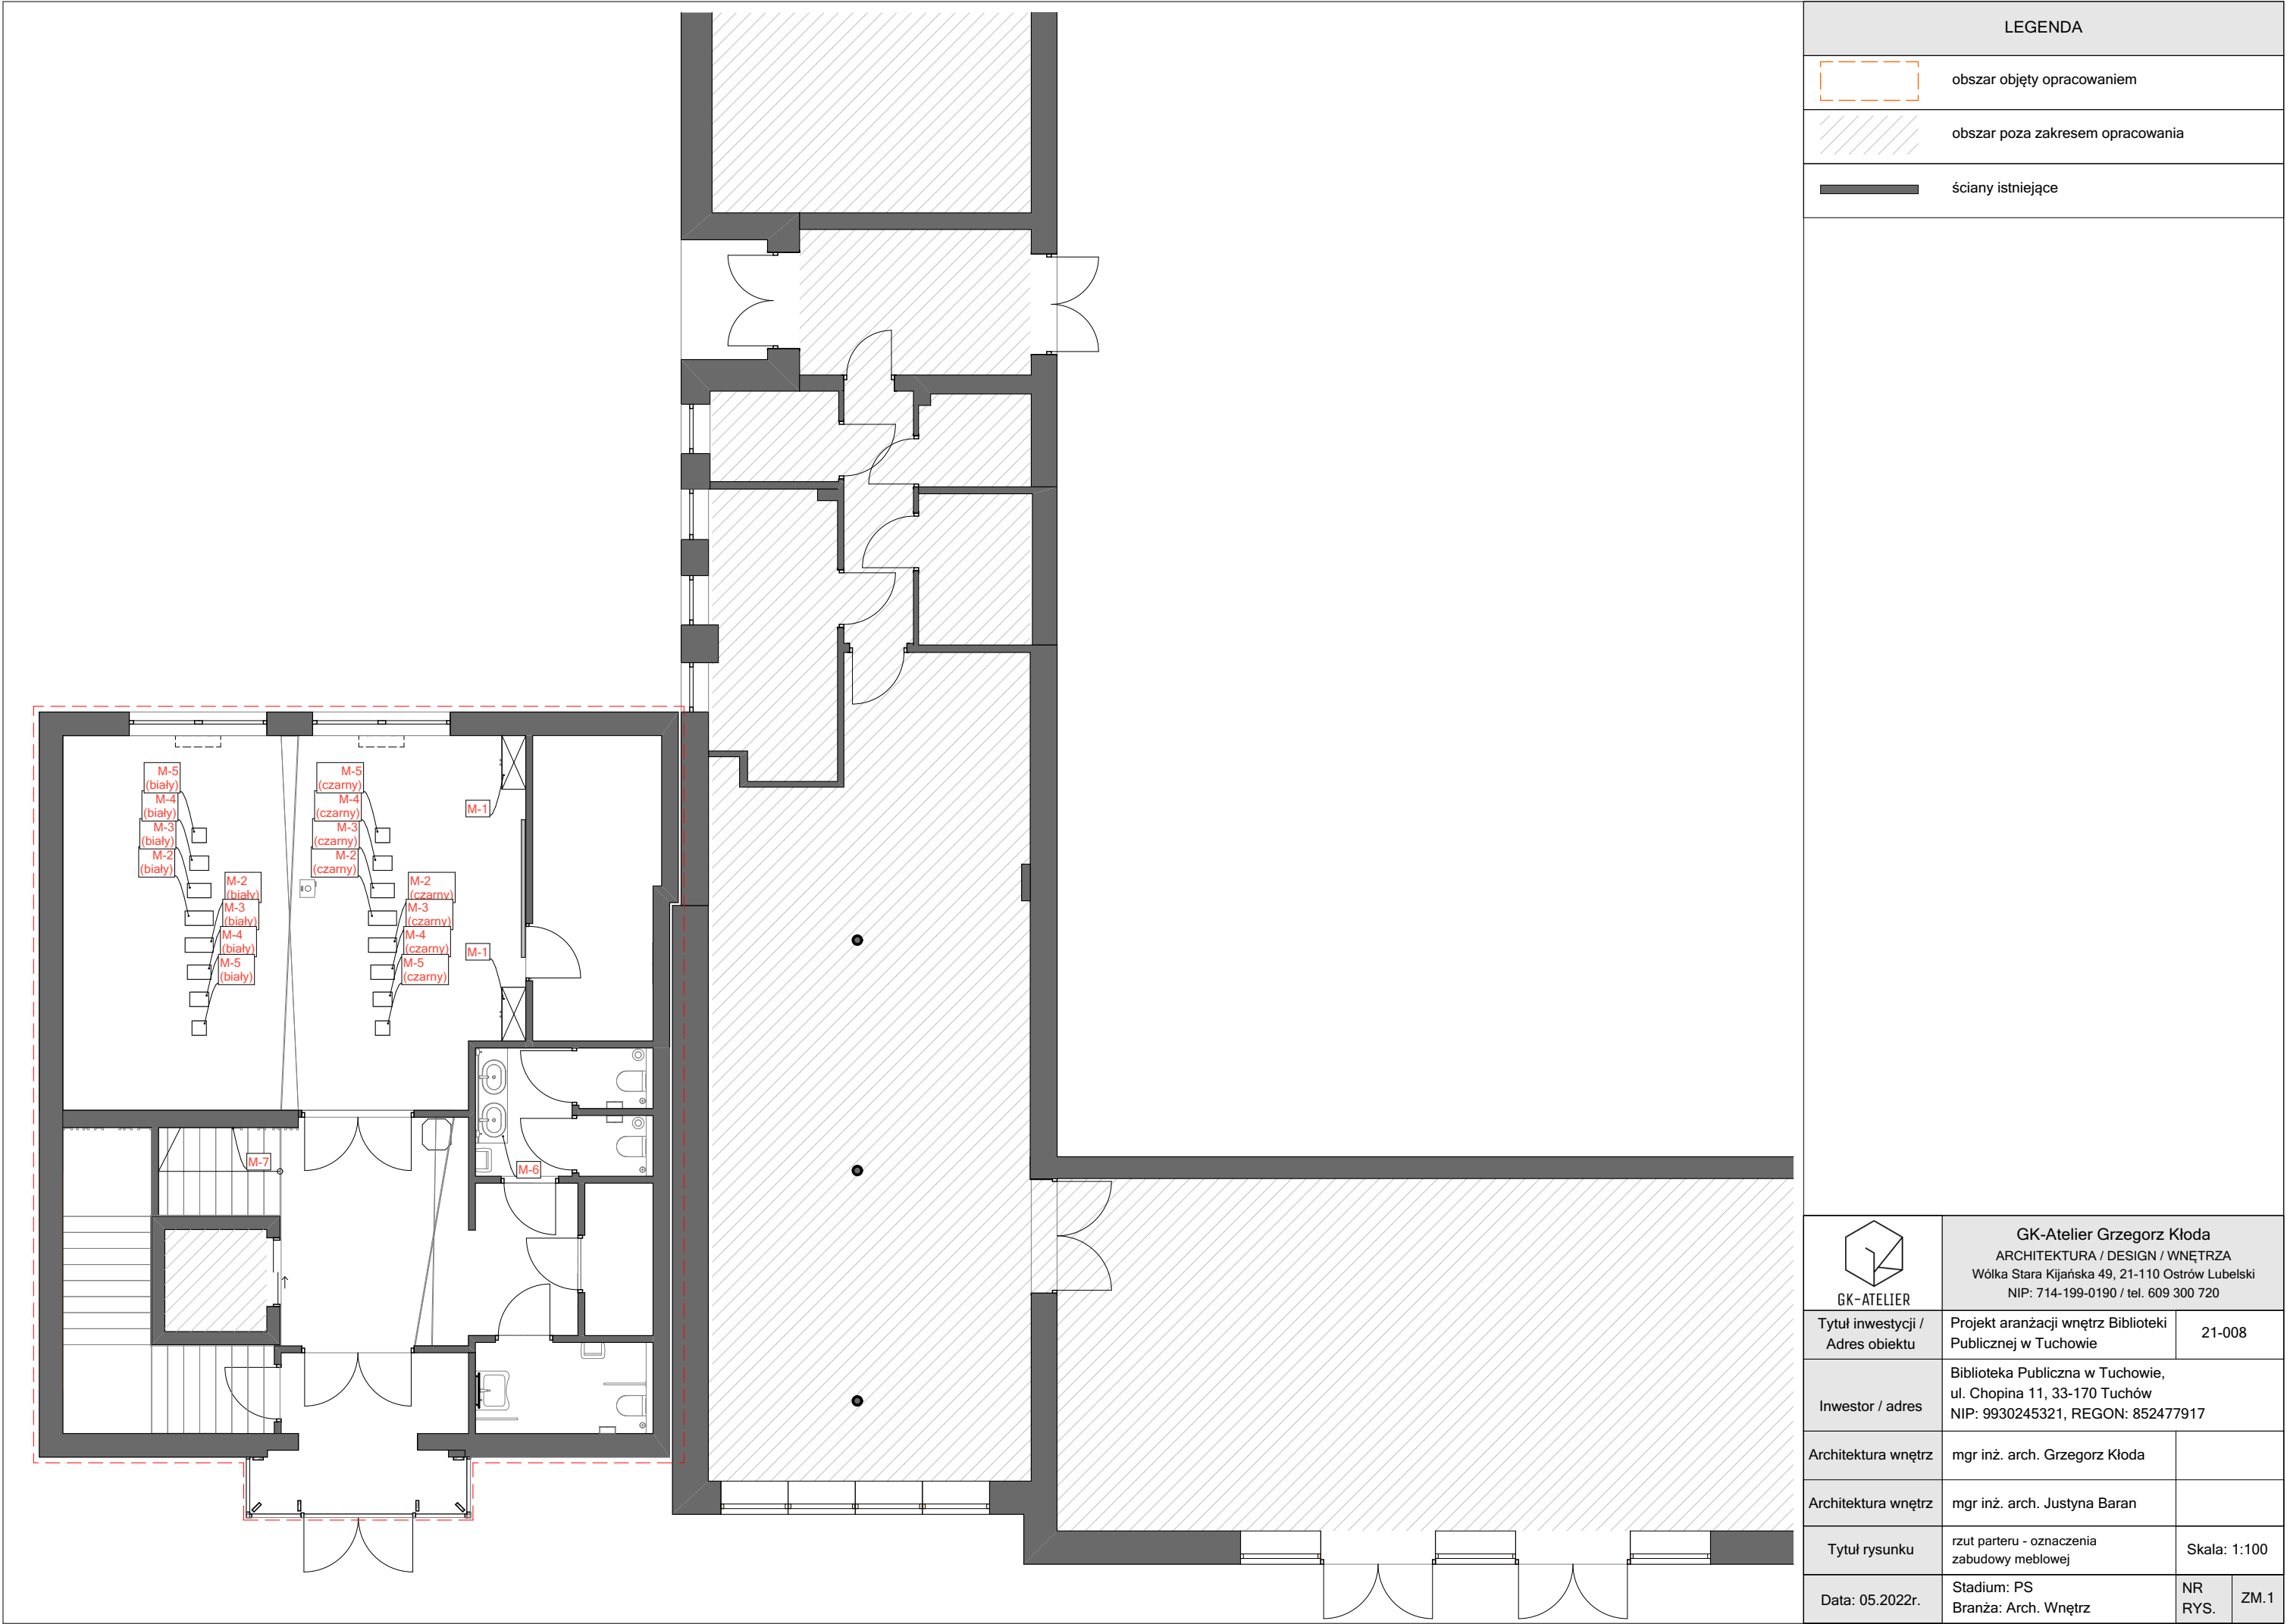 LEGENDA
obszar objęty opracowaniem
obszar poza zakresem opracowania
ściany istniejące
M-5
(biały)
M-4
(biały)
M-3
(biały)
M-2
(biały)
M-2
(biały)
M-3
(biały)
M-4
(biały)
M-5
(biały)
M-5
(czarny)
M-4
(czarny)
M-3
(czarny)
M-2
(czarny)
M-2
(czarny)
M-3
(czarny)
M-4
(czarny)
M-5
(czarny)
M-1
M-1
M-7
M-6
GK-ATELIER
GK-Atelier Grzegorz Kłoda
ARCHITEKTURA / DESIGN / WNĘTRZA
Wólka Stara Kijańska 49, 21-110 Ostrów Lubelski
NIP: 714-199-0190 / tel. 609 300 720
Tytuł inwestycji /
Adres obiektu
Projekt aranżacji wnętrz Biblioteki
Publicznej w Tuchowie
21-008
Inwestor / adres
Biblioteka Publiczna w Tuchowie,
ul. Chopina 11, 33-170 Tuchów
NIP: 9930245321, REGON: 852477917
Architektura wnętrz
mgr inż. arch. Grzegorz Kłoda
Architektura wnętrz
mgr inż. arch. Justyna Baran
Tytuł rysunku
rzut parteru - oznaczenia
zabudowy meblowej
Skala: 1:100
Data: 05.2022r.
Stadium: PS
Branża: Arch. Wnętrz
NR
RYS.
ZM.1